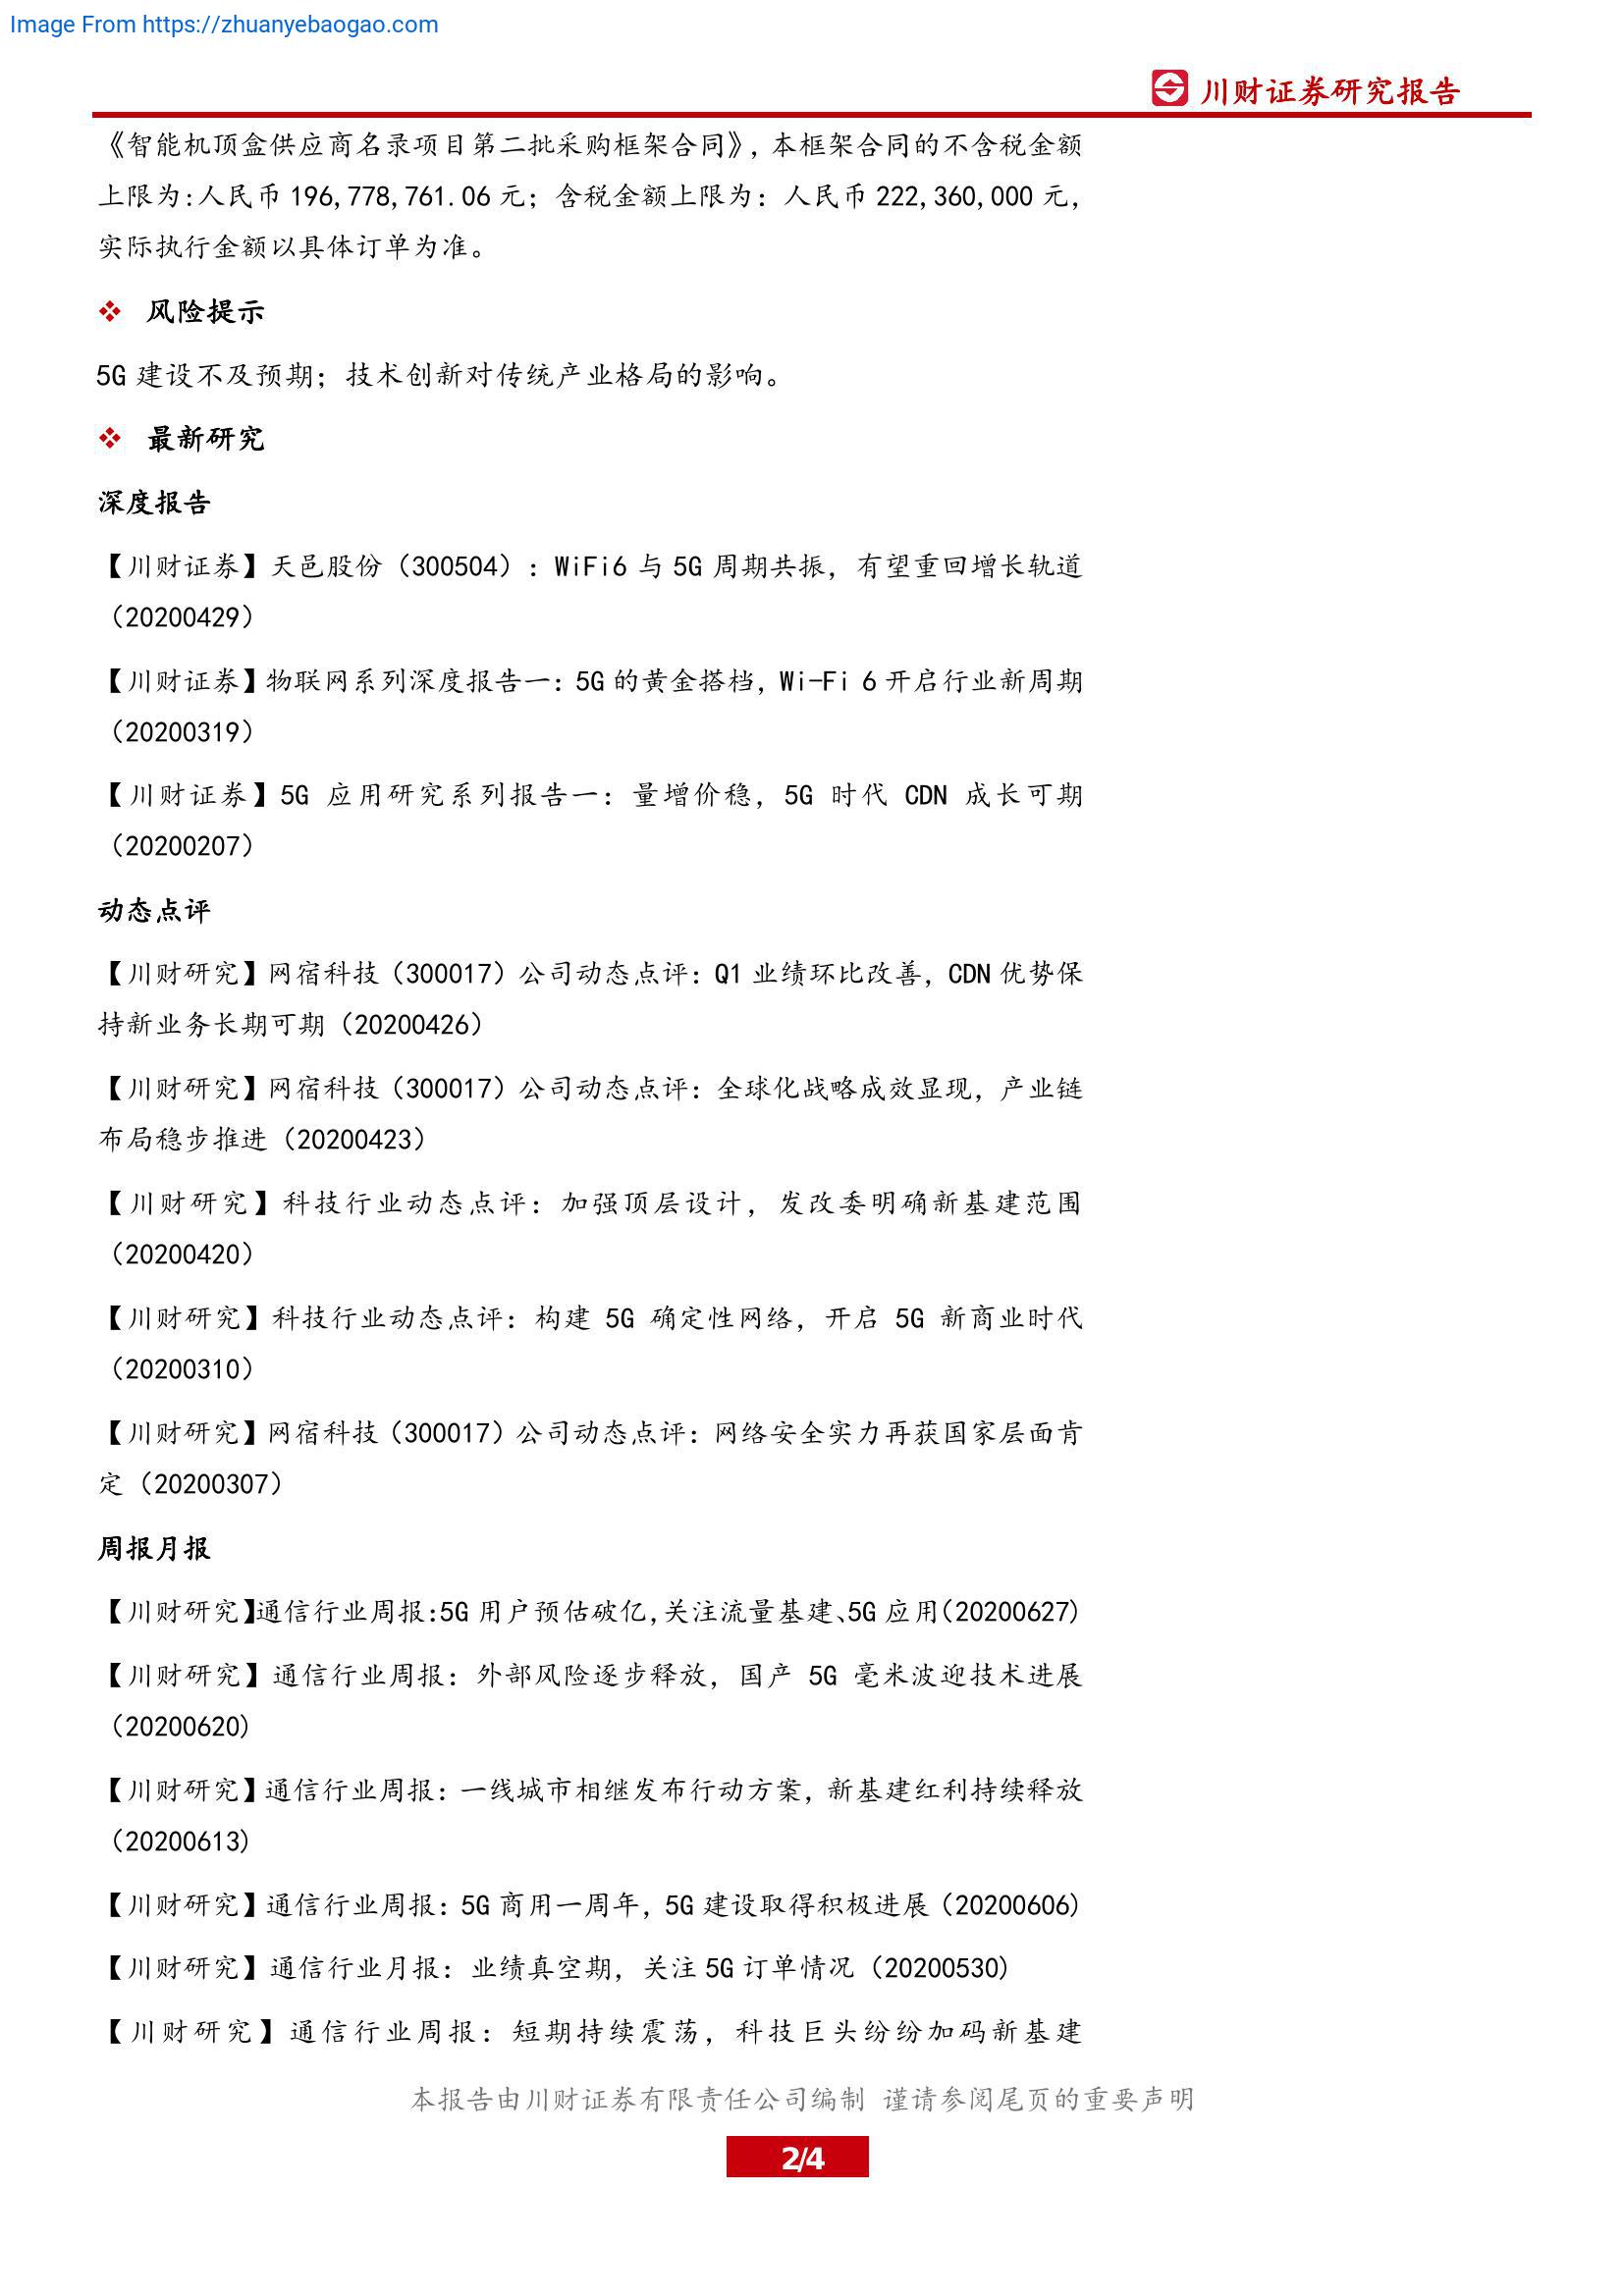 Image From https://zhuanyebaogao.com
川财证券研究报告
《智能机顶盒供应商名录项目第二批采购框架合同》，本框架合同的不含税金额
上限为:人民币 196,778,761.06 元；含税金额上限为：人民币 222,360,000 元，
实际执行金额以具体订单为准。
❖ 风险提示
5G 建设不及预期；技术创新对传统产业格局的影响。
❖ 最新研究
深度报告
【川财证券】天邑股份（300504）：WiFi6 与 5G 周期共振，有望重回增长轨道
（20200429）
【川财证券】物联网系列深度报告一：5G 的黄金搭档，Wi-Fi 6 开启行业新周期
（20200319）
【川财证券】5G 应用研究系列报告一：量增价稳，5G 时代 CDN 成长可期
（20200207）
动态点评
【川财研究】网宿科技（300017）公司动态点评：Q1 业绩环比改善，CDN 优势保
持新业务长期可期（20200426）
【川财研究】网宿科技（300017）公司动态点评：全球化战略成效显现，产业链
布局稳步推进（20200423）
【川财研究】科技行业动态点评：加强顶层设计，发改委明确新基建范围
（20200420）
【川财研究】科技行业动态点评：构建 5G 确定性网络，开启 5G 新商业时代
（20200310）
【川财研究】网宿科技（300017）公司动态点评：网络安全实力再获国家层面肯
定（20200307）
周报月报
【川财研究】通信行业周报：5G 用户预估破亿，关注流量基建、5G 应用(20200627)
【川财研究】通信行业周报：外部风险逐步释放，国产 5G 毫米波迎技术进展
（20200620)
【川财研究】通信行业周报：一线城市相继发布行动方案，新基建红利持续释放
（20200613)
【川财研究】通信行业周报：5G 商用一周年，5G 建设取得积极进展（20200606)
【川财研究】通信行业月报：业绩真空期，关注 5G 订单情况（20200530)
【川财研究】通信行业周报：短期持续震荡，科技巨头纷纷加码新基建
本报告由川财证券有限责任公司编制 谨请参阅尾页的重要声明
2/4